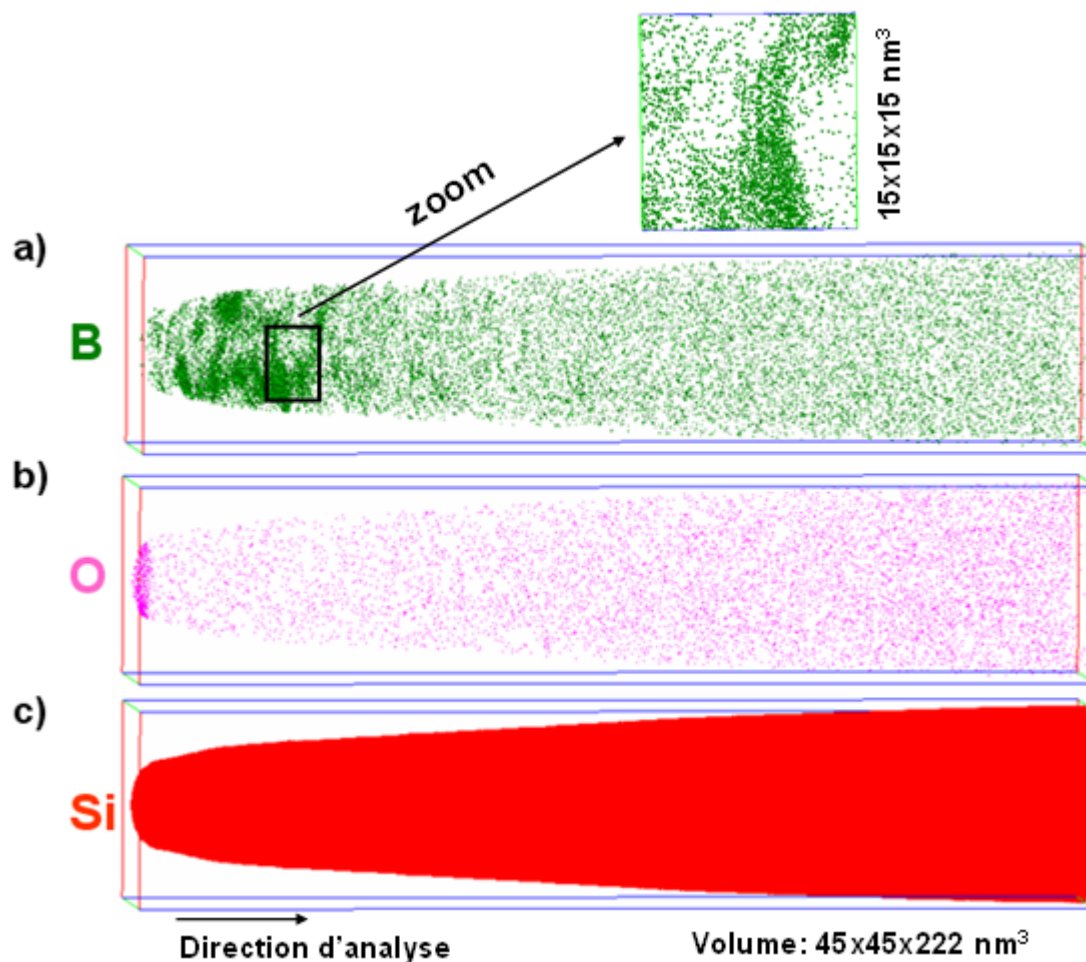 15x15x15 nm³
zoom
a)
B
b)
O
c)
Si
Direction d'analyse
Volume: 45x45x222 nm³